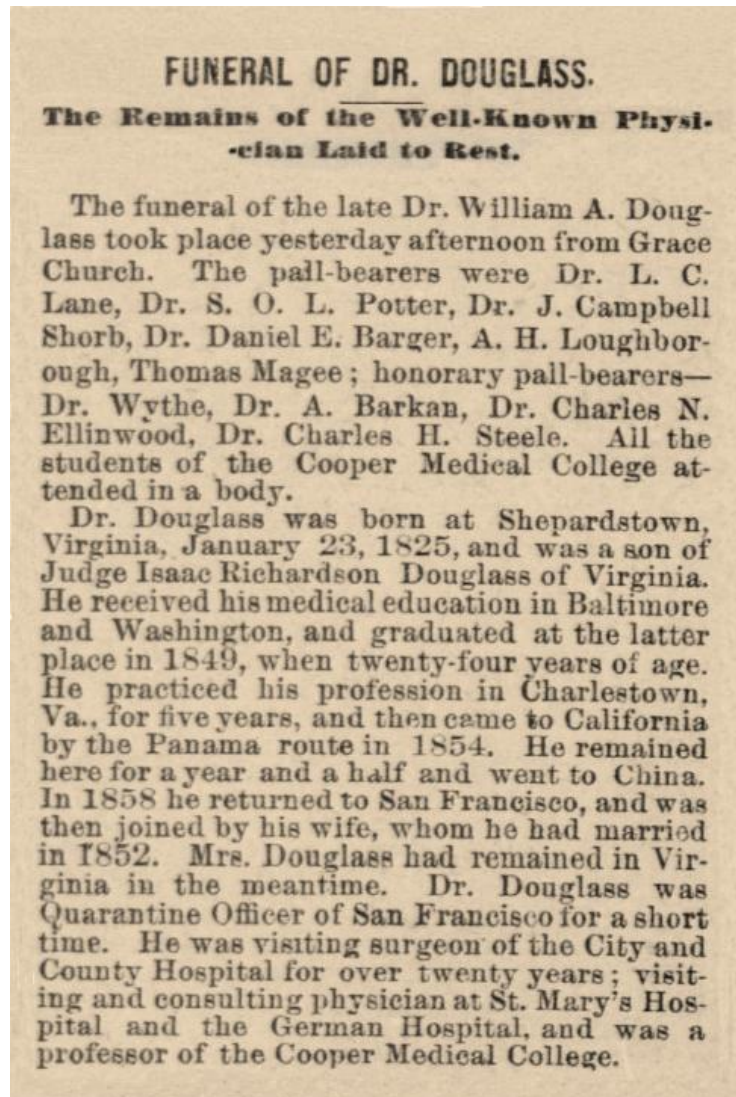 FUNERAL OF DR. DOUGLASS.
The Remains of the Well-Known Physi-
-cian Laid to Rest.
The funeral of the late Dr. William A. Doug-
lass took place yesterday afternoon from Grace
Church. The pall-bearers were Dr. L. C.
Lane, Dr. S. O. L. Potter, Dr. J. Campbell
Shorb, Dr. Daniel E. Barger, A. H. Loughbor-
ough, Thomas Magee; honorary pall-bearers—
Dr. Wythe, Dr. A. Barkan, Dr. Charles N.
Ellinwood, Dr. Charles H. Steele. All the
students of the Cooper Medical College at-
tended in a body.
Dr. Douglass was born at Shepardstown,
Virginia, January 23, 1825, and was a son of
Judge Isaac Richardson Douglass of Virginia.
He received his medical education in Baltimore
and Washington, and graduated at the latter
place in 1849, when twenty-four years of age.
He practiced his profession in Charlestown,
Va., for five years, and then came to California
by the Panama route in 1854. He remained
here for a year and a half and went to China.
In 1858 he returned to San Francisco, and was
then joined by his wife, whom he had married
in 1852. Mrs. Douglass had remained in Vir-
ginia in the meantime. Dr. Douglass was
Quarantine Officer of San Francisco for a short
time. He was visiting surgeon of the City and
County Hospital for over twenty years; visit-
ing and consulting physician at St. Mary's Hos-
pital and the German Hospital, and was a
professor of the Cooper Medical College.